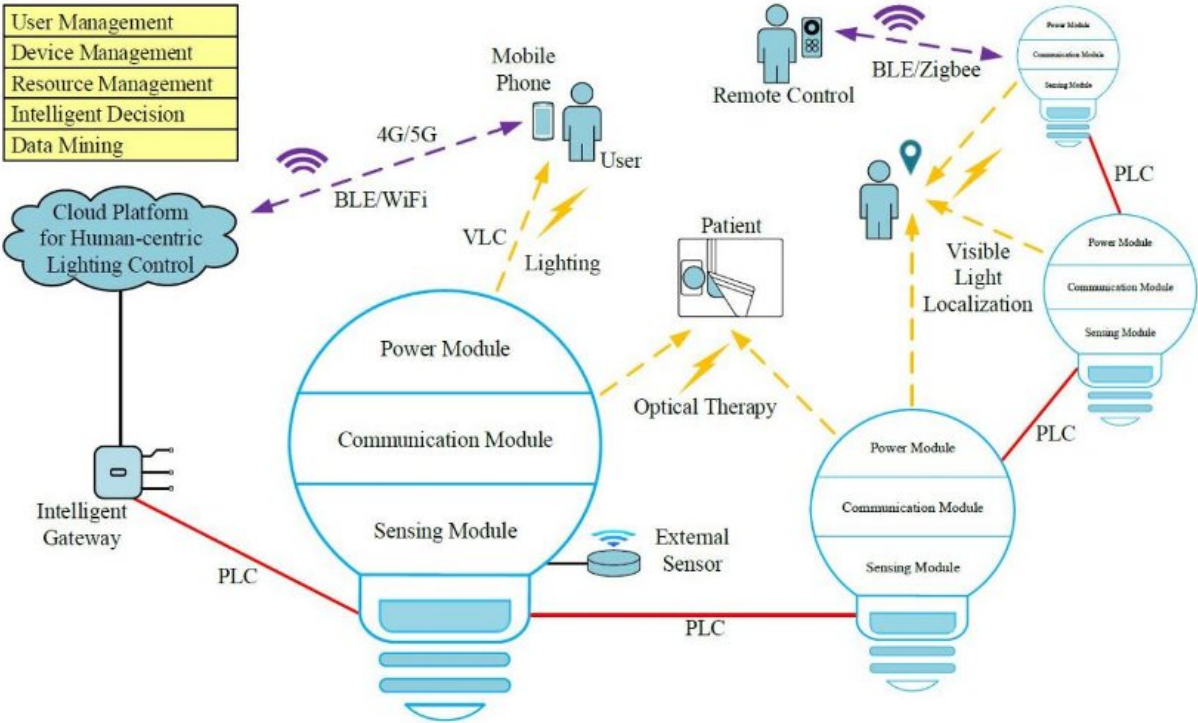 User Management
Device Management
Resource Management
Intelligent Decision
Data Mining
Cloud Platform
for Human-centric
Lighting Control
Intelligent
Gateway
PLC
4G/5G
BLE/WiFi
Mobile
Phone
User
VLC
Lighting
Power Module
Communication Module
Sensing Module
External
Sensor
PLC
Patient
Optical Therapy
Remote Control
BLE/Zigbee
Power Module
Communication Module
Sensing Module
PLC
Visible
Light
Localization
Power Module
Communication Module
Sensing Module
PLC
Power Module
Communication Module
Sensing Module